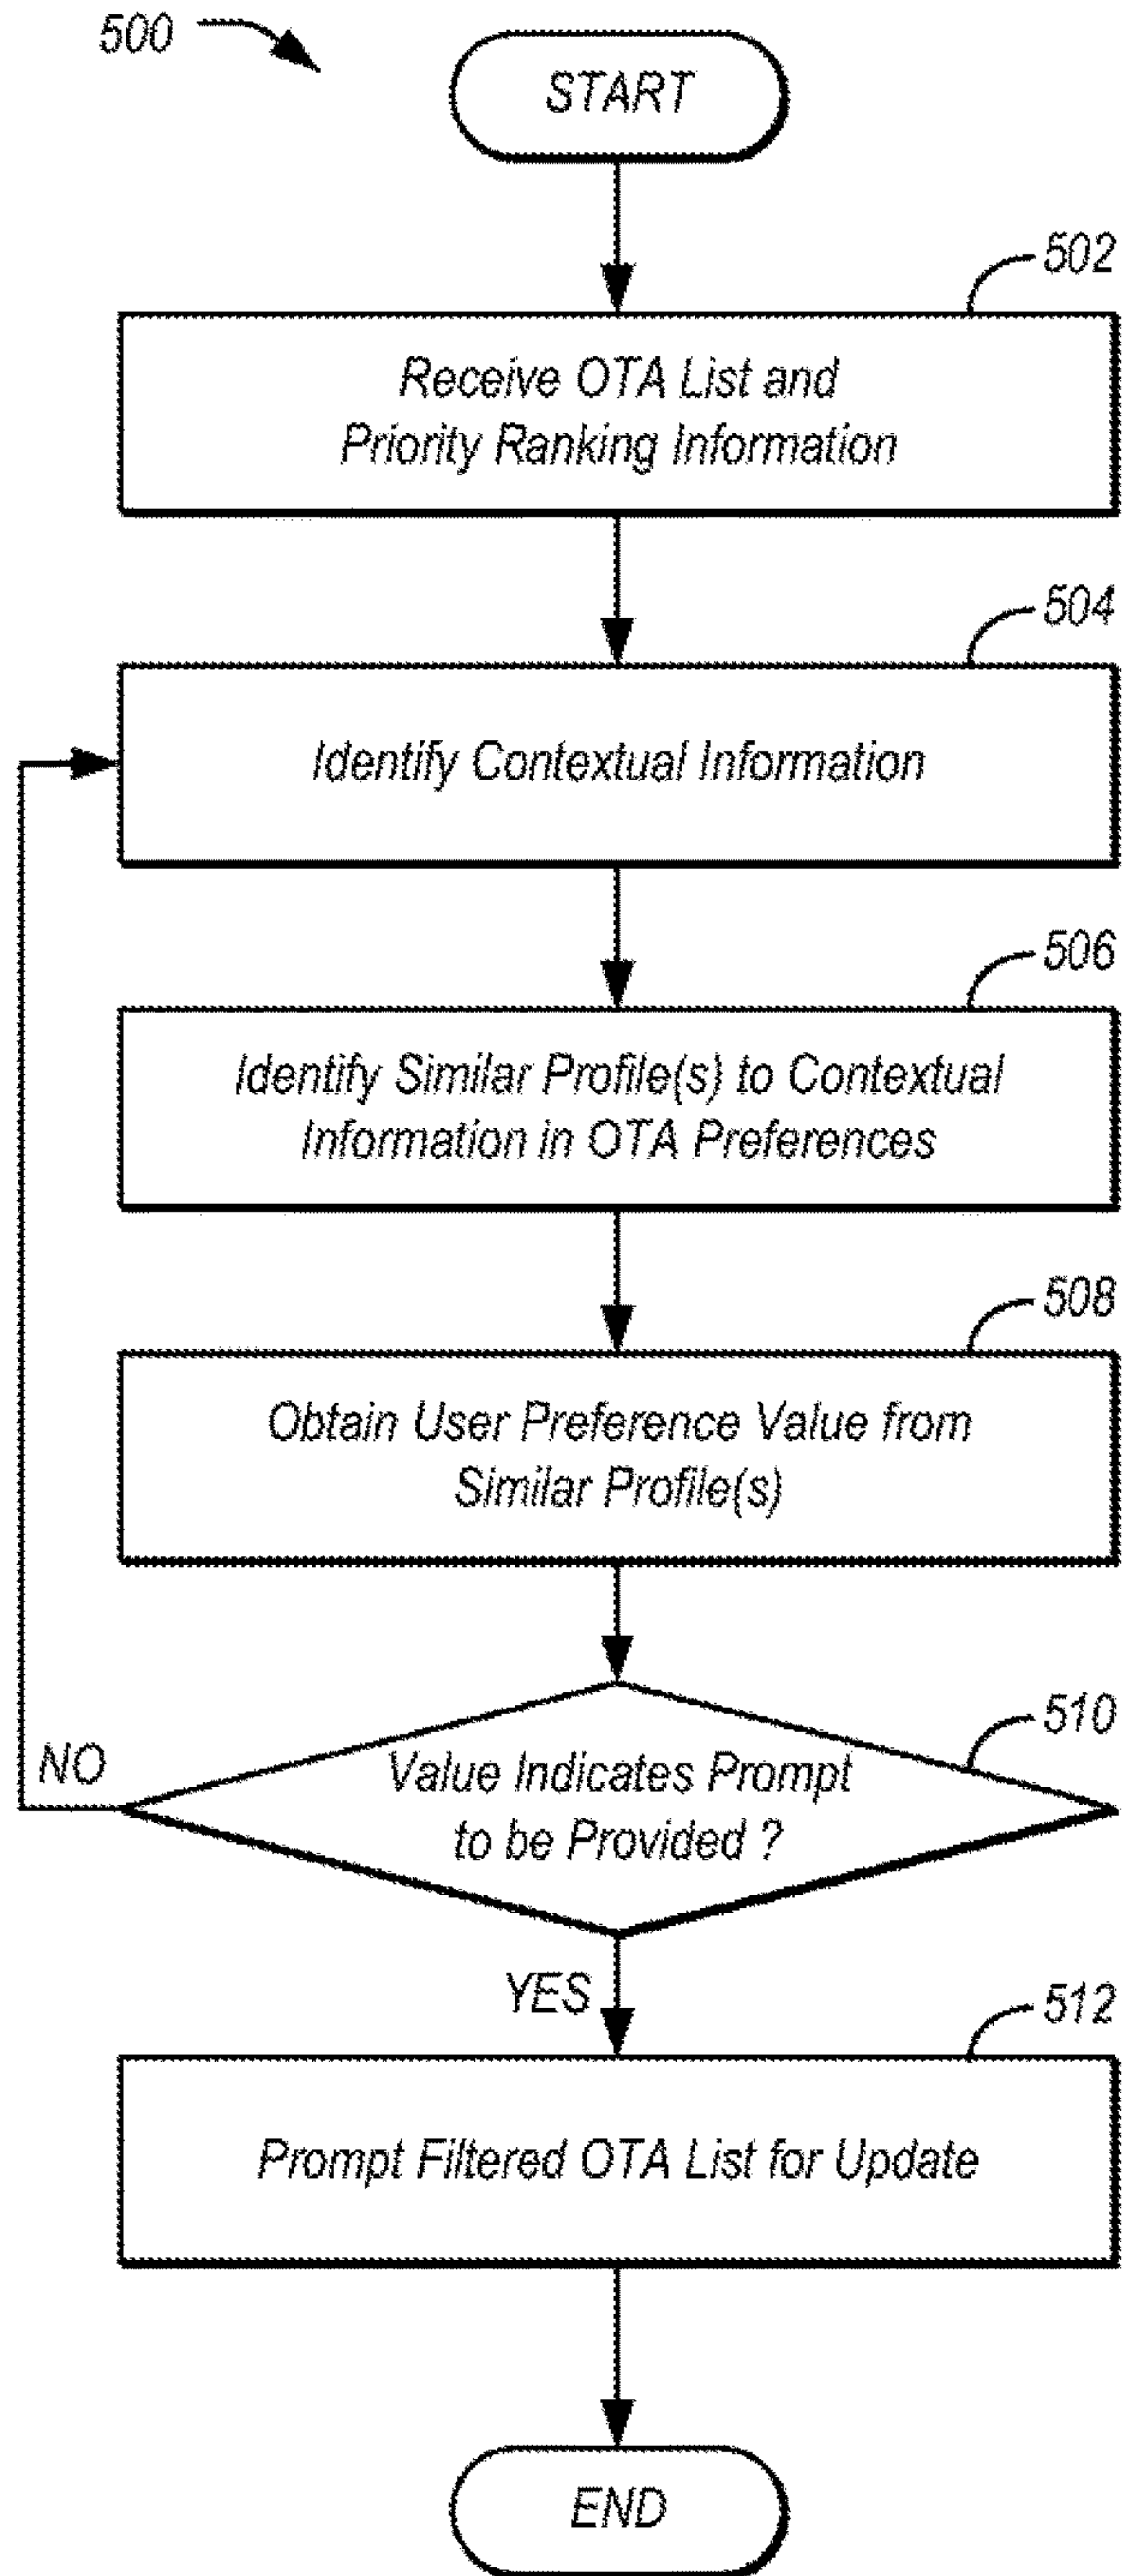 500
START
502
Receive OTA List and
Priority Ranking Information
504
Identify Contextual Information
506
Identify Similar Profile(s) to Contextual
Information in OTA Preferences
508
Obtain User Preference Value from
Similar Profile(s)
510
NO
Value Indicates Prompt
to be Provided ?
YES
512
Prompt Filtered OTA List for Update
END